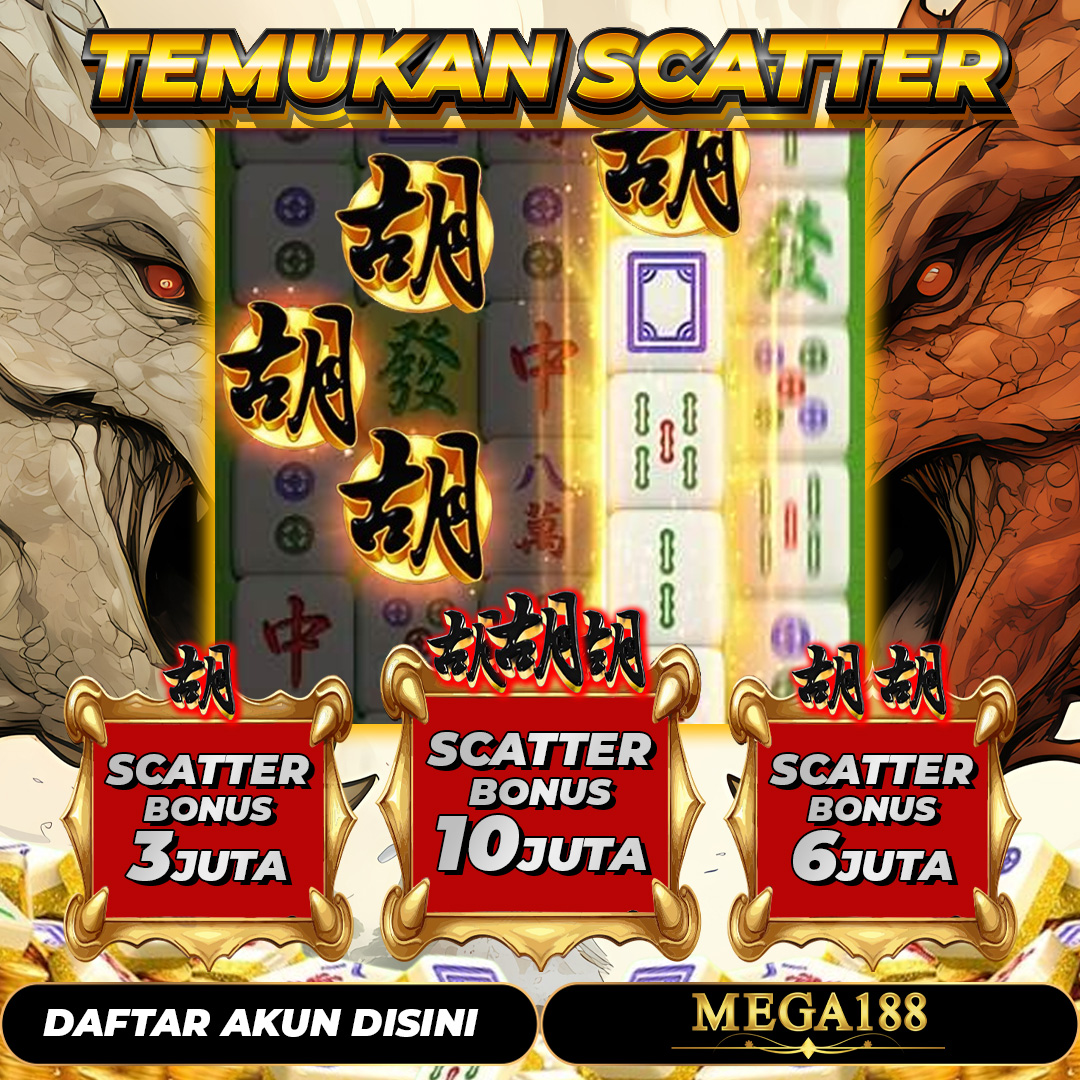 TEMUKAN SCATTER
胡
胡
發
中
胡
胡
發
八
萬
中
胡
胡胡胡
胡 胡
SCATTER
BONUS
3JUTA
SCATTER
BONUS
10JUTA
SCATTER
BONUS
6JUTA
DAFTAR AKUN DISINI
MEGA188